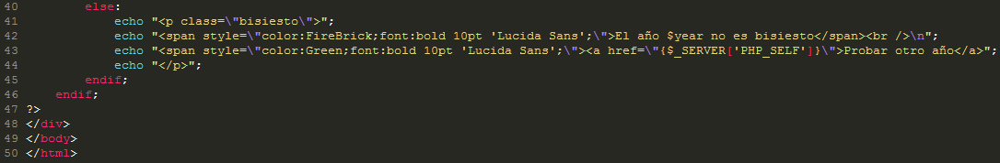 40         else:
41             echo "<p class=\"bisiesto\">";
42             echo "<span style=\"color:FireBrick;font:bold 10pt 'Lucida Sans';\">El año $year no es bisiesto</span><br />\n";
43             echo "<span style=\"color:Green;font:bold 10pt 'Lucida Sans';\"><a href=\"{$_SERVER['PHP_SELF']}\">Probar otro año</a>";
44             echo "</p>";
45         endif;
46     endif;
47 ?>
48 </div>
49 </body>
50 </html>